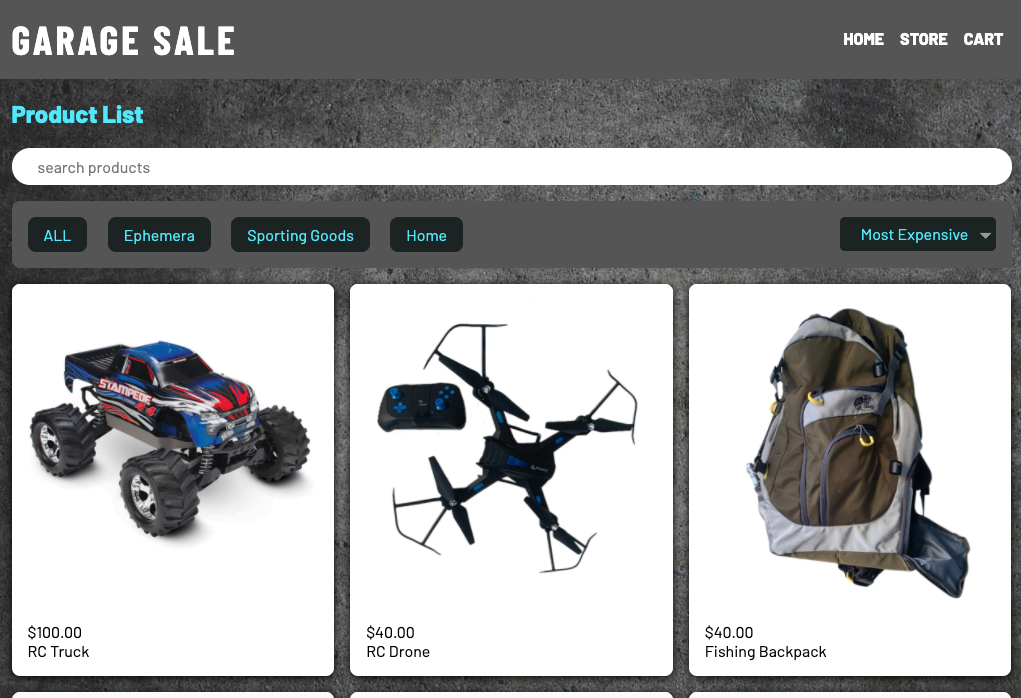 GARAGE SALE
HOME STORE CART
Product List
search products
ALL Ephemera Sporting Goods Home Most Expensive
STAMPEDE
$100.00
RC Truck
$40.00
RC Drone
$40.00
Fishing Backpack